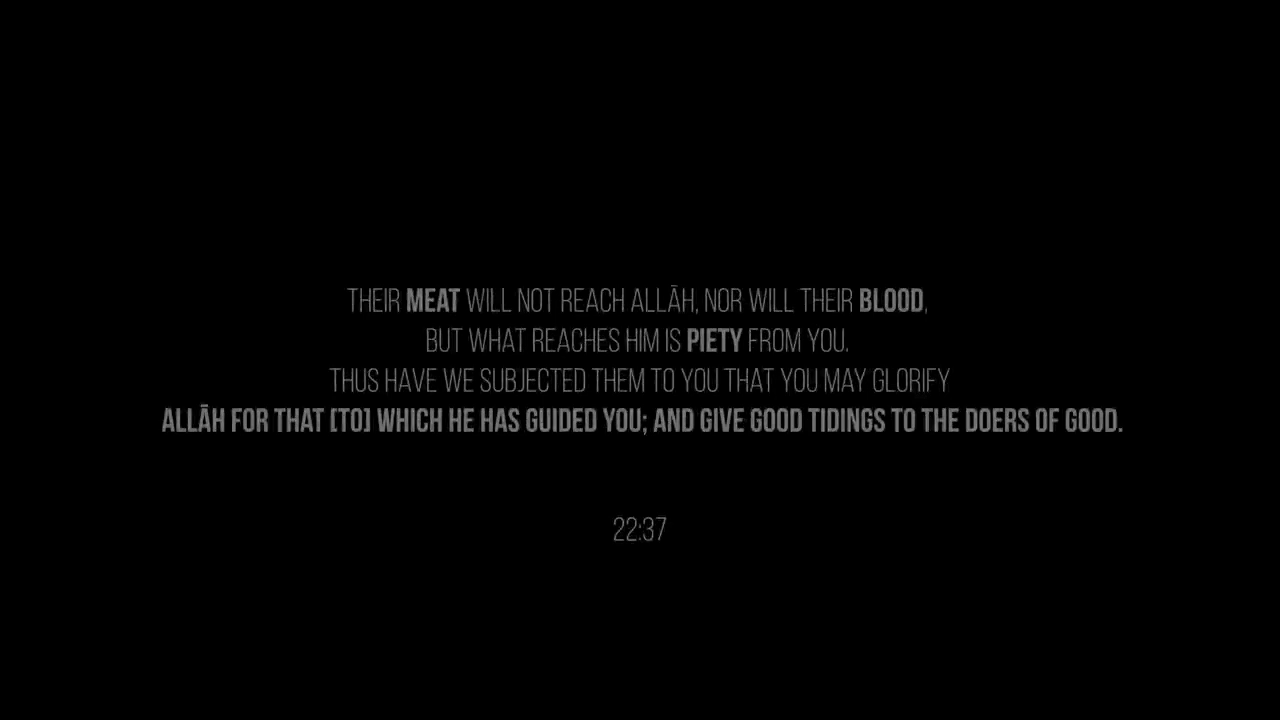 THEIR MEAT WILL NOT REACH ALLĀH, NOR WILL THEIR BLOOD,
BUT WHAT REACHES HIM IS PIETY FROM YOU.
THUS HAVE WE SUBJECTED THEM TO YOU THAT YOU MAY GLORIFY
ALLĀH FOR THAT [TO] WHICH HE HAS GUIDED YOU; AND GIVE GOOD TIDINGS TO THE DOERS OF GOOD.
22:37